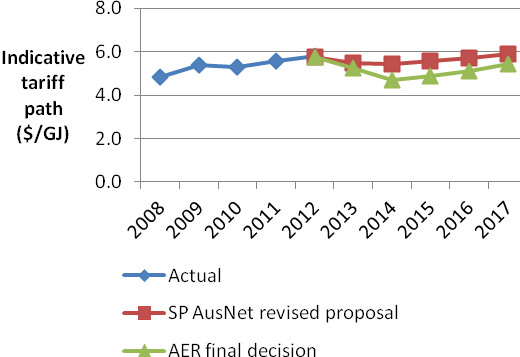 8.0
Indicative
tariff
path
($/GJ)
6.0
4.0
2.0
0.0
2008
2009
2010
2011
2012
2013
2014
2015
2016
2017
Actual
SP AusNet revised proposal
AER final decision